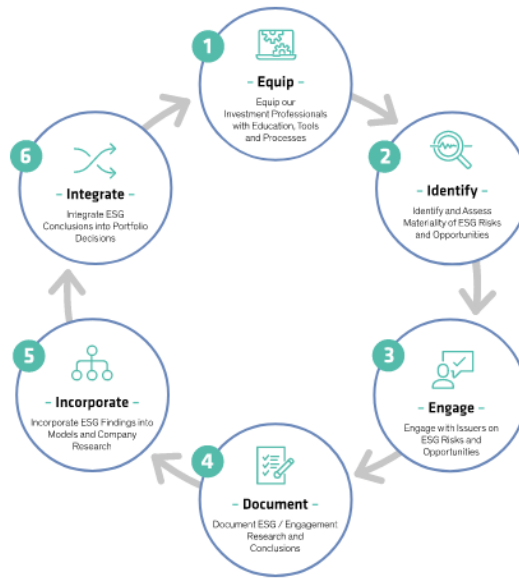 1
- Equip -
Equip our
Investment Professionals
with Education, Tools
and Processes
2
- Identify -
Identify and Assess
Materiality of ESG Risks
and Opportunities
3
- Engage -
Engage with Issuers on
ESG Risks and
Opportunities
4
- Document -
Document ESG / Engagement
Research and
Conclusions
5
- Incorporate -
Incorporate ESG Findings into
Models and Company
Research
6
- Integrate -
Integrate ESG
Conclusions into Portfolio
Decisions